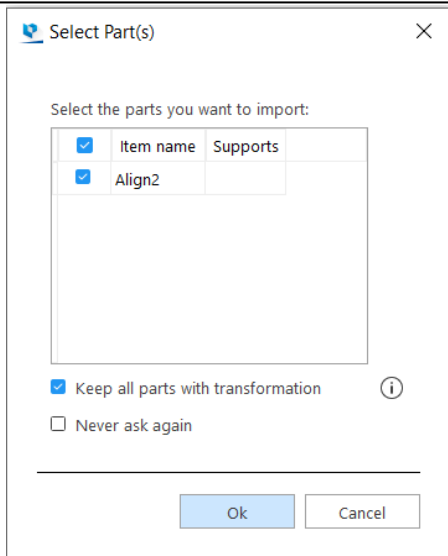 Select Part(s)
Select the parts you want to import:
Item name Supports
Align2
Keep all parts with transformation
Never ask again
Ok Cancel